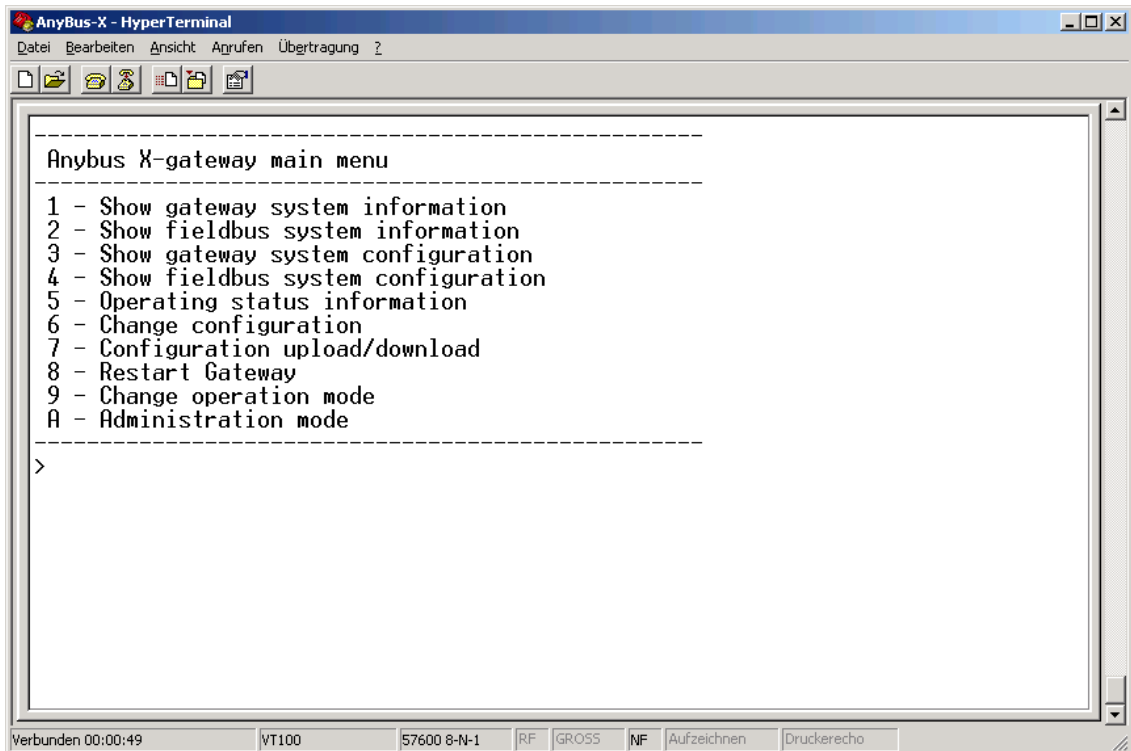 AnyBus-X - HyperTerminal
Datei Bearbeiten Ansicht Anrufen Übertragung ?
----------------------------------------------------
Anybus X-gateway main menu
----------------------------------------------------
1 - Show gateway system information
2 - Show fieldbus system information
3 - Show gateway system configuration
4 - Show fieldbus system configuration
5 - Operating status information
6 - Change configuration
7 - Configuration upload/download
8 - Restart Gateway
9 - Change operation mode
A - Administration mode
----------------------------------------------------
>
Verbunden 00:00:49 VT100 57600 8-N-1 RF GROSS NF Aufzeichnen Druckerecho